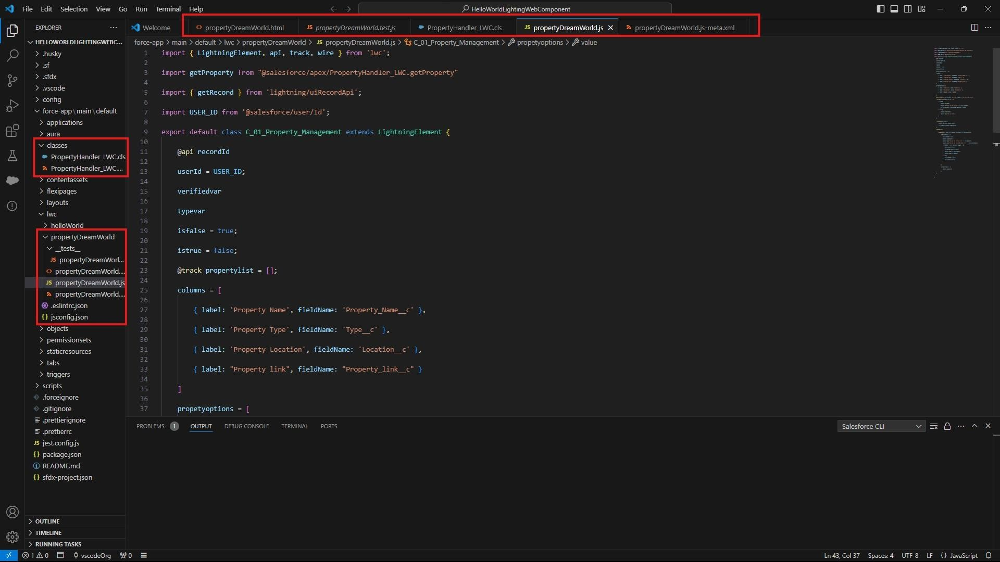 File Edit Selection View Go Run Terminal Help
HelloWorldLightingWebComponent
EXPLORER
HELLOWORLDLIGHTINGWEBC...
.husky
.sf
.sfdx
.vscode
config
force-app\main\default
applications
aura
classes
PropertyHandler_LWC.cls
PropertyHandler_LWC....
contentassets
flexipages
layouts
lwc
helloWorld
propertyDreamWorld
__tests__
propertyDreamWorl...
propertyDreamWorld....
JS propertyDreamWorld.js
propertyDreamWorld....
.eslintrc.json
jsconfig.json
objects
permissionsets
staticresources
tabs
triggers
scripts
.forceignore
.gitignore
.prettierignore
.prettierrc
JS jest.config.js
{} package.json
README.md
{} sfdx-project.json
OUTLINE
TIMELINE
RUNNING TASKS
Welcome propertyDreamWorld.html JS propertyDreamWorld.test.js PropertyHandler_LWC.cls JS propertyDreamWorld.js propertyDreamWorld.js-meta.xml
force-app > main > default > lwc > propertyDreamWorld > JS propertyDreamWorld.js > C_01_Property_Management > propetyoptions > value
1 import { LightningElement, api, track, wire } from 'lwc';
2
3 import getProperty from "@salesforce/apex/PropertyHandler_LWC.getProperty"
4
5 import { getRecord } from 'lightning/uiRecordApi';
6
7 import USER_ID from '@salesforce/user/Id';
8
9 export default class C_01_Property_Management extends LightningElement {
10
11 @api recordId
12
13 userId = USER_ID;
14
15 verifiedvar
16
17 typevar
18
19 isfalse = true;
20
21 istrue = false;
22
23 @track propertylist = [];
24
25 columns = [
26
27 { label: 'Property Name', fieldName: 'Property_Name__c' },
28
29 { label: 'Property Type', fieldName: 'Type__c' },
30
31 { label: 'Property Location', fieldName: 'Location__c' },
32
33 { label: "Property link", fieldName: "Property_link__c" }
34
35 ]
36
37 propetyoptions = [
PROBLEMS 1 OUTPUT DEBUG CONSOLE TERMINAL PORTS
Salesforce CLI
1 0 vscodeOrg 0
Ln 43, Col 37 Spaces: 4 UTF-8 LF {} JavaScript